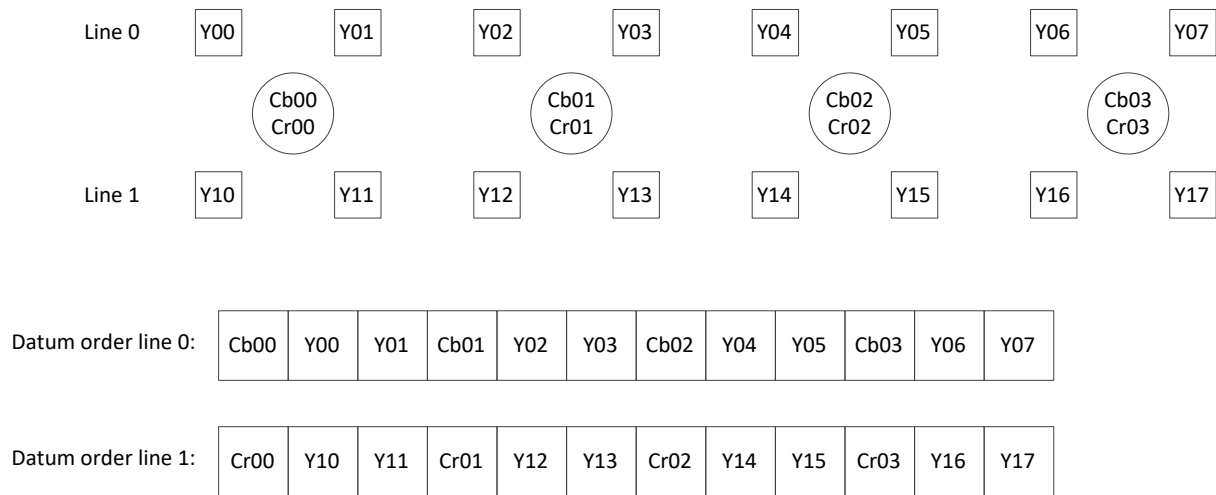 Line 0 Y00 Y01 Y02 Y03 Y04 Y05 Y06 Y07
Cb00 Cb01 Cb02 Cb03
Cr00 Cr01 Cr02 Cr03
Line 1 Y10 Y11 Y12 Y13 Y14 Y15 Y16 Y17
Datum order line 0: Cb00 Y00 Y01 Cb01 Y02 Y03 Cb02 Y04 Y05 Cb03 Y06 Y07
Datum order line 1: Cr00 Y10 Y11 Cr01 Y12 Y13 Cr02 Y14 Y15 Cr03 Y16 Y17